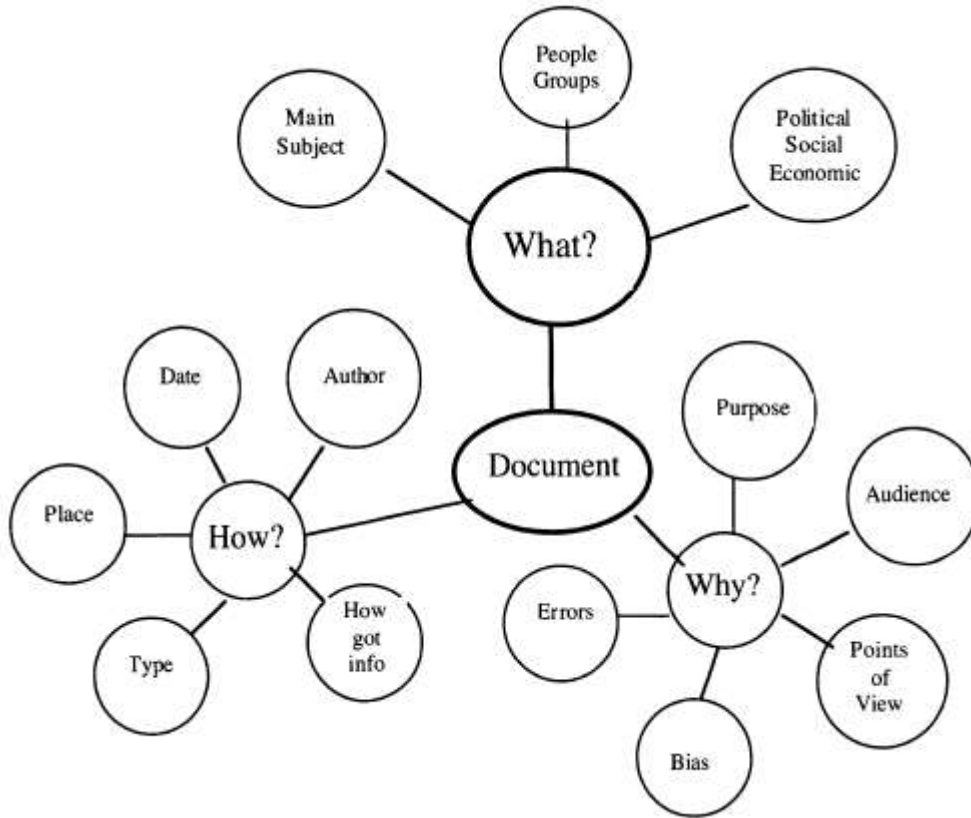 People
Groups
Main
Subject
Political
Social
Economic
What?
Date
Author
Purpose
Document
Audience
Place
How?
Why?
Errors
How
got
info
Type
Points
of
View
Bias